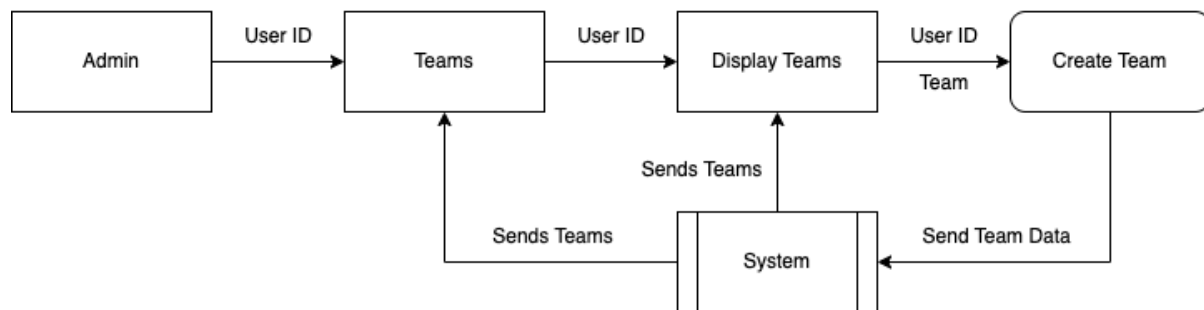 User ID
User ID
User ID
Admin
Teams
Display Teams
Create Team
Team
Sends Teams
Sends Teams
Send Team Data
System